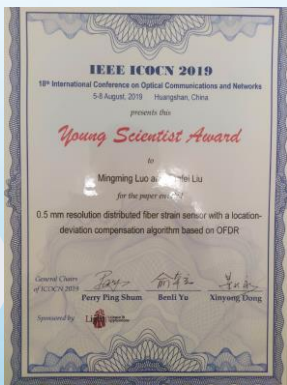 IEEE ICOCN 2019
18th International Conference on Optical Communications and Networks
5-8 August, 2019 Huangshan, China
presents this
Young Scientist Award
to
Mingming Luo Liu
for the paper
0.5 mm resolution distributed fiber strain sensor with a location-
deviation compensation algorithm based on OFDR
General Chairs
of ICOCN 2019
Perry Ping Shum Benli Yu Xinyong Dong
Sponsored by Light